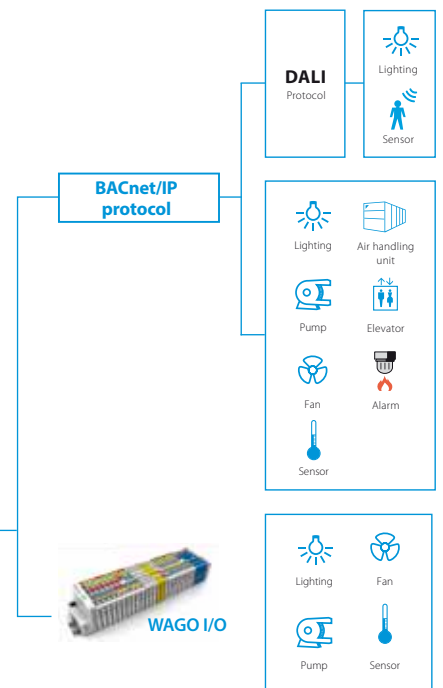 DALI
Protocol
Lighting
Sensor
BACnet/IP
protocol
Lighting
Air handling
unit
Pump
Elevator
Fan
Alarm
Sensor
WAGO I/O
Lighting
Fan
Pump
Sensor